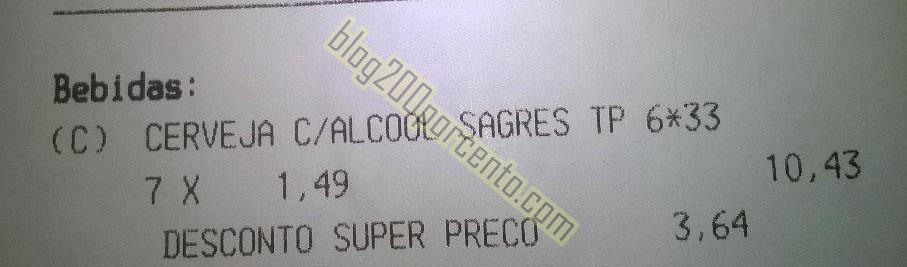 Bebidas:
(C) CERVEJA C/ALCOOL SAGRES TP 6*33
7 X 1,49 10,43
DESCONTO SUPER PRECO 3,64
blog200porcento.com